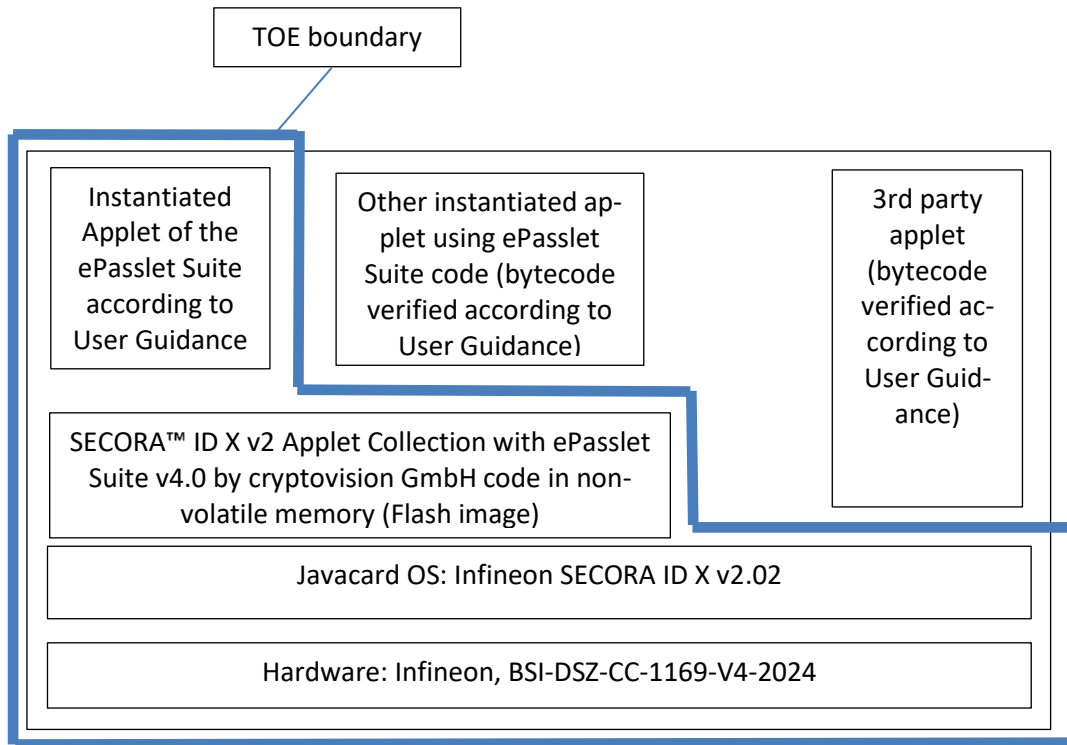 TOE boundary
Instantiated
Applet of the
ePasslet Suite
according to
User Guidance
Other instantiated ap-
plet using ePasslet
Suite code (bytecode
verified according to
User Guidance)
3rd party
applet
(bytecode
verified ac-
cording to
User Guid-
ance)
SECORA™ ID X v2 Applet Collection with ePasslet
Suite v4.0 by cryptovision GmbH code in non-
volatile memory (Flash image)
Javacard OS: Infineon SECORA ID X v2.02
Hardware: Infineon, BSI-DSZ-CC-1169-V4-2024